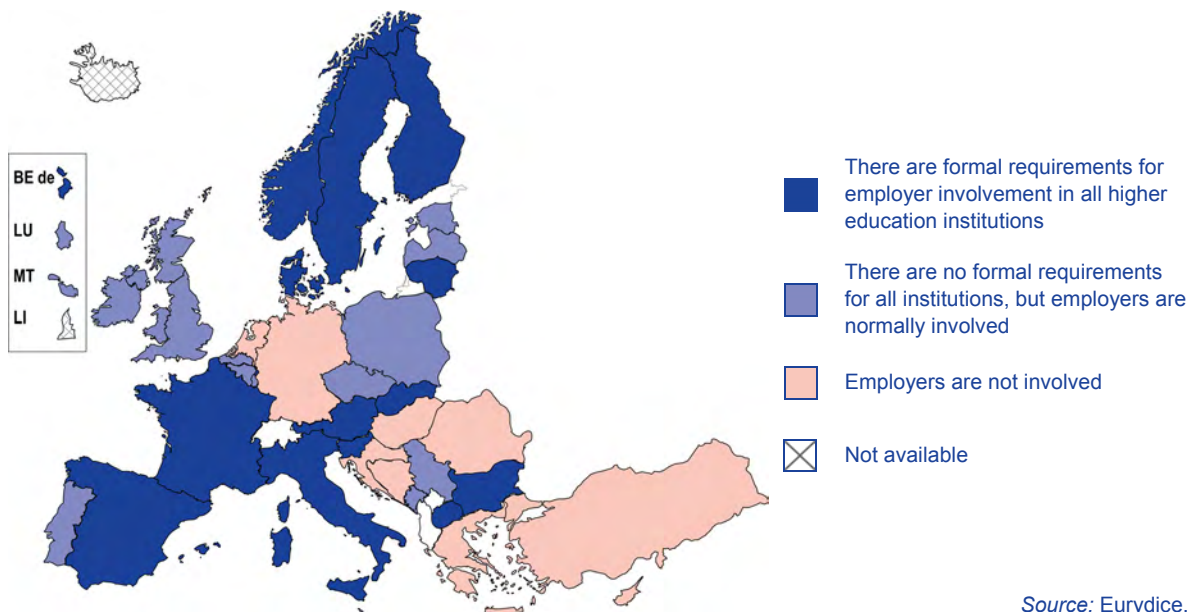 BE de
LU
MT
LI
There are formal requirements for
employer involvement in all higher
education institutions
There are no formal requirements
for all institutions, but employers are
normally involved
Employers are not involved
Not available
Source: Eurydice.